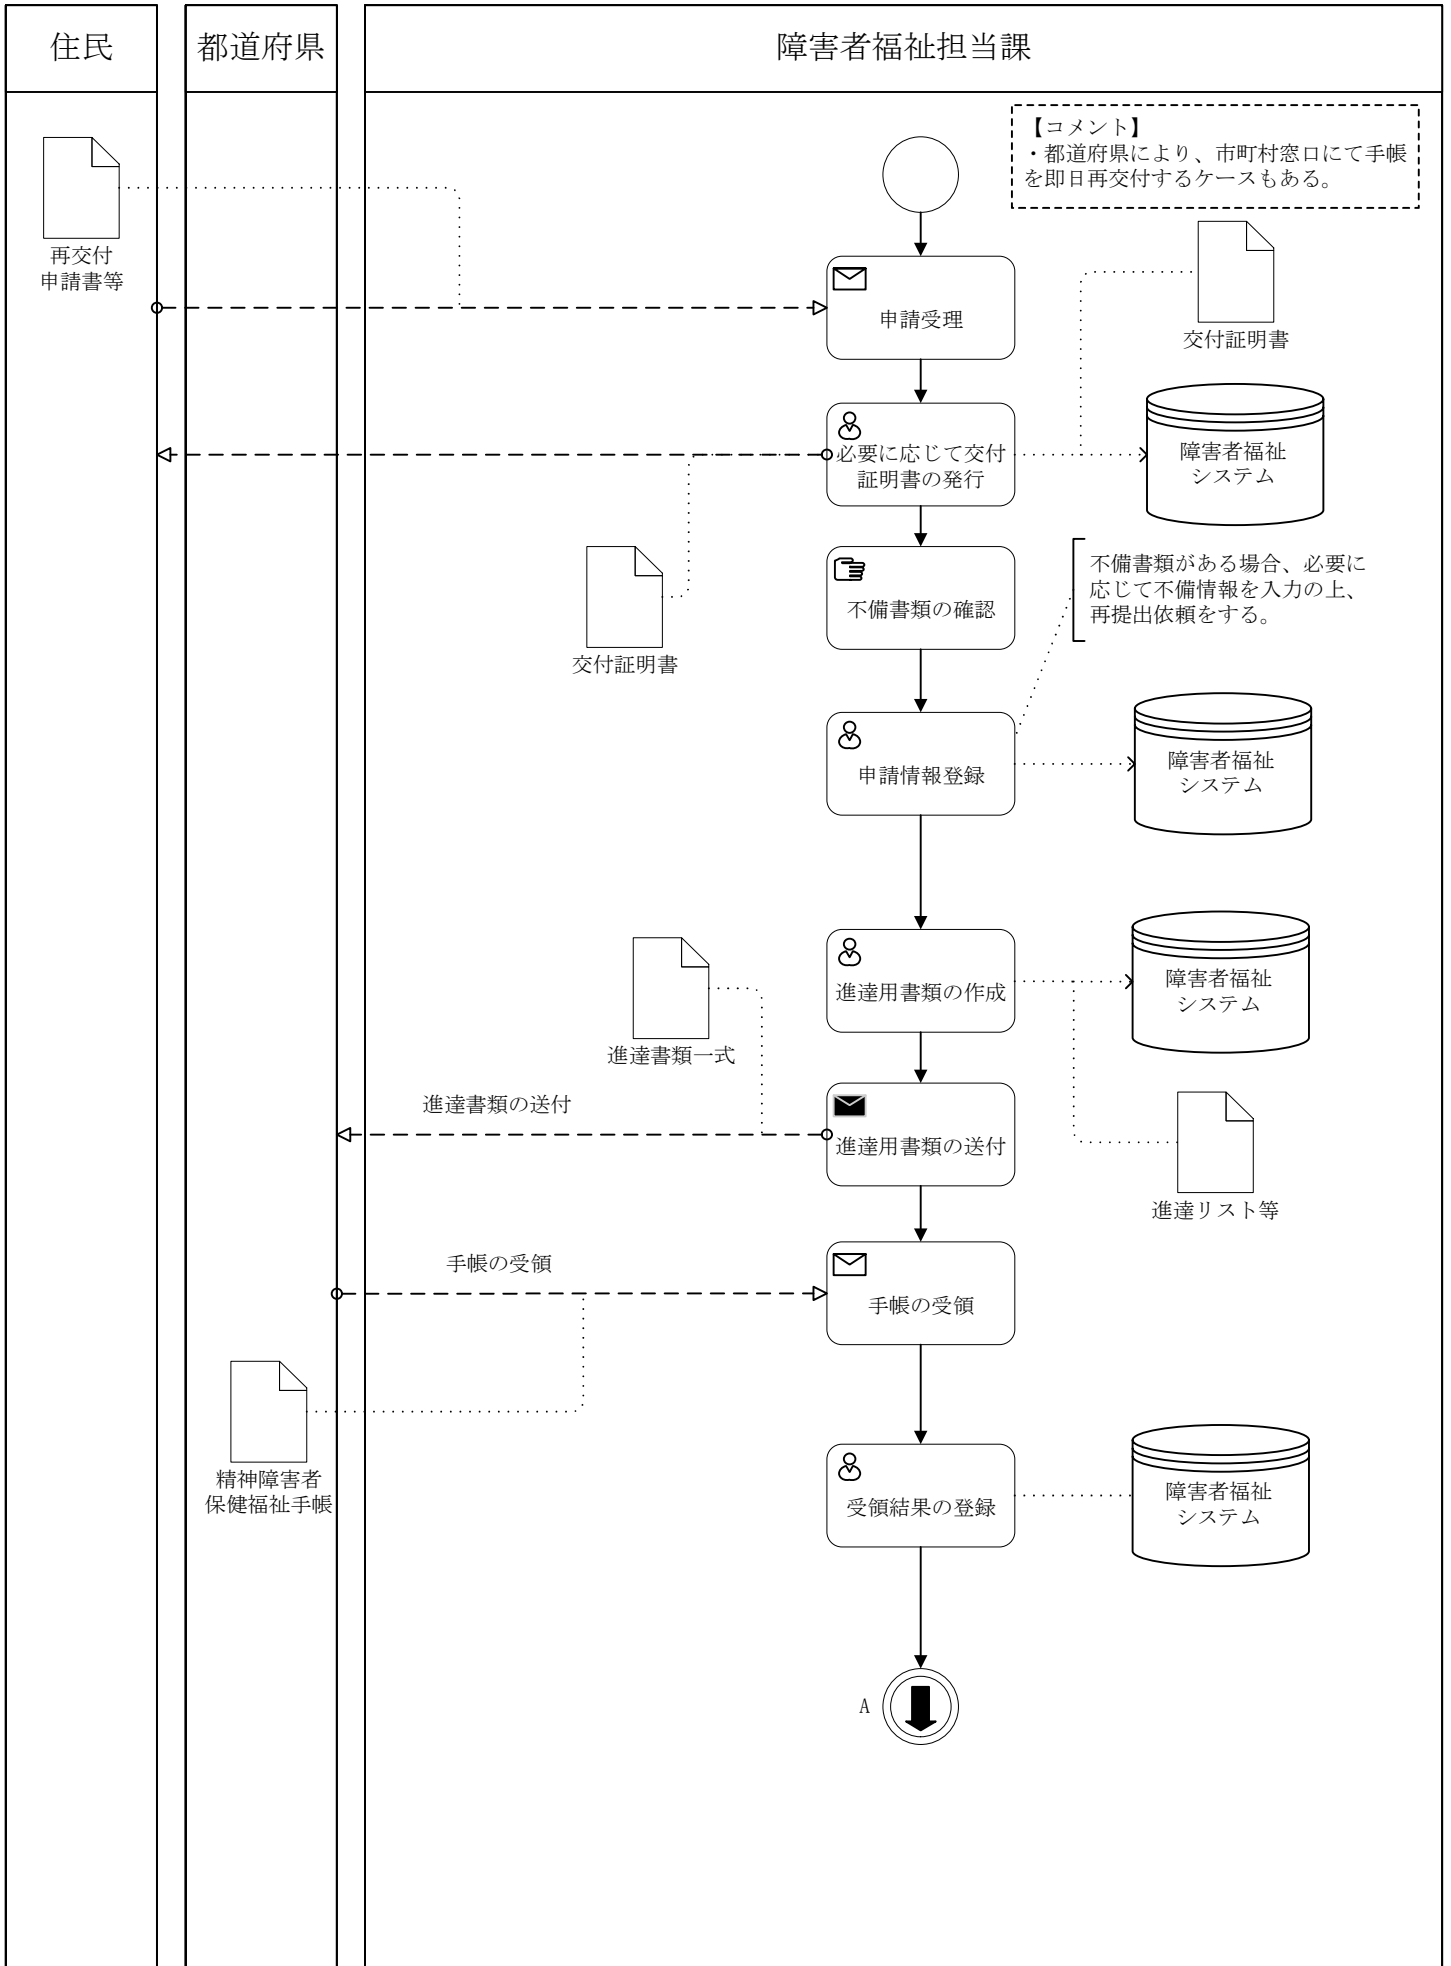 住民
都道府県
障害者福祉担当課
【コメント】
・都道府県により、市町村窓口にて手帳
を即日再交付するケースもある。
再交付
申請書等
申請受理
交付証明書
必要に応じて交付
証明書の発行
障害者福祉
システム
交付証明書
不備書類の確認
不備書類がある場合、必要に
応じて不備情報を入力の上、
再提出依頼をする。
申請情報登録
障害者福祉
システム
進達用書類の作成
障害者福祉
システム
進達書類一式
進達書類の送付
進達用書類の送付
進達リスト等
手帳の受領
手帳の受領
精神障害者
保健福祉手帳
受領結果の登録
障害者福祉
システム
A